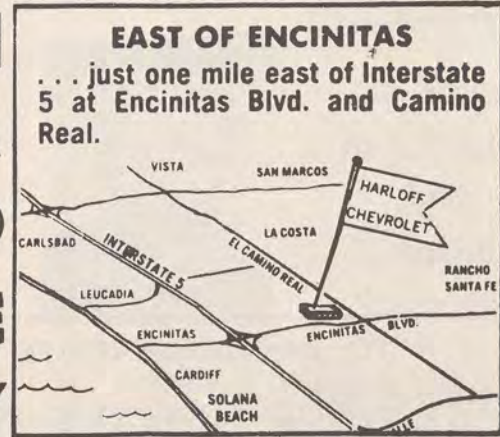 EAST OF ENCINITAS
. . . just one mile east of Interstate
5 at Encinitas Blvd. and Camino
Real.
VISTA
SAN MARCOS
HARLOFF
CHEVROLET
LA COSTA
CARLSBAD
INTERSTATE 5
EL CAMINO REAL
RANCHO
SANTA FE
LEUCADIA
ENCINITAS
ENCINITAS BLVD.
CARDIFF
SOLANA
BEACH